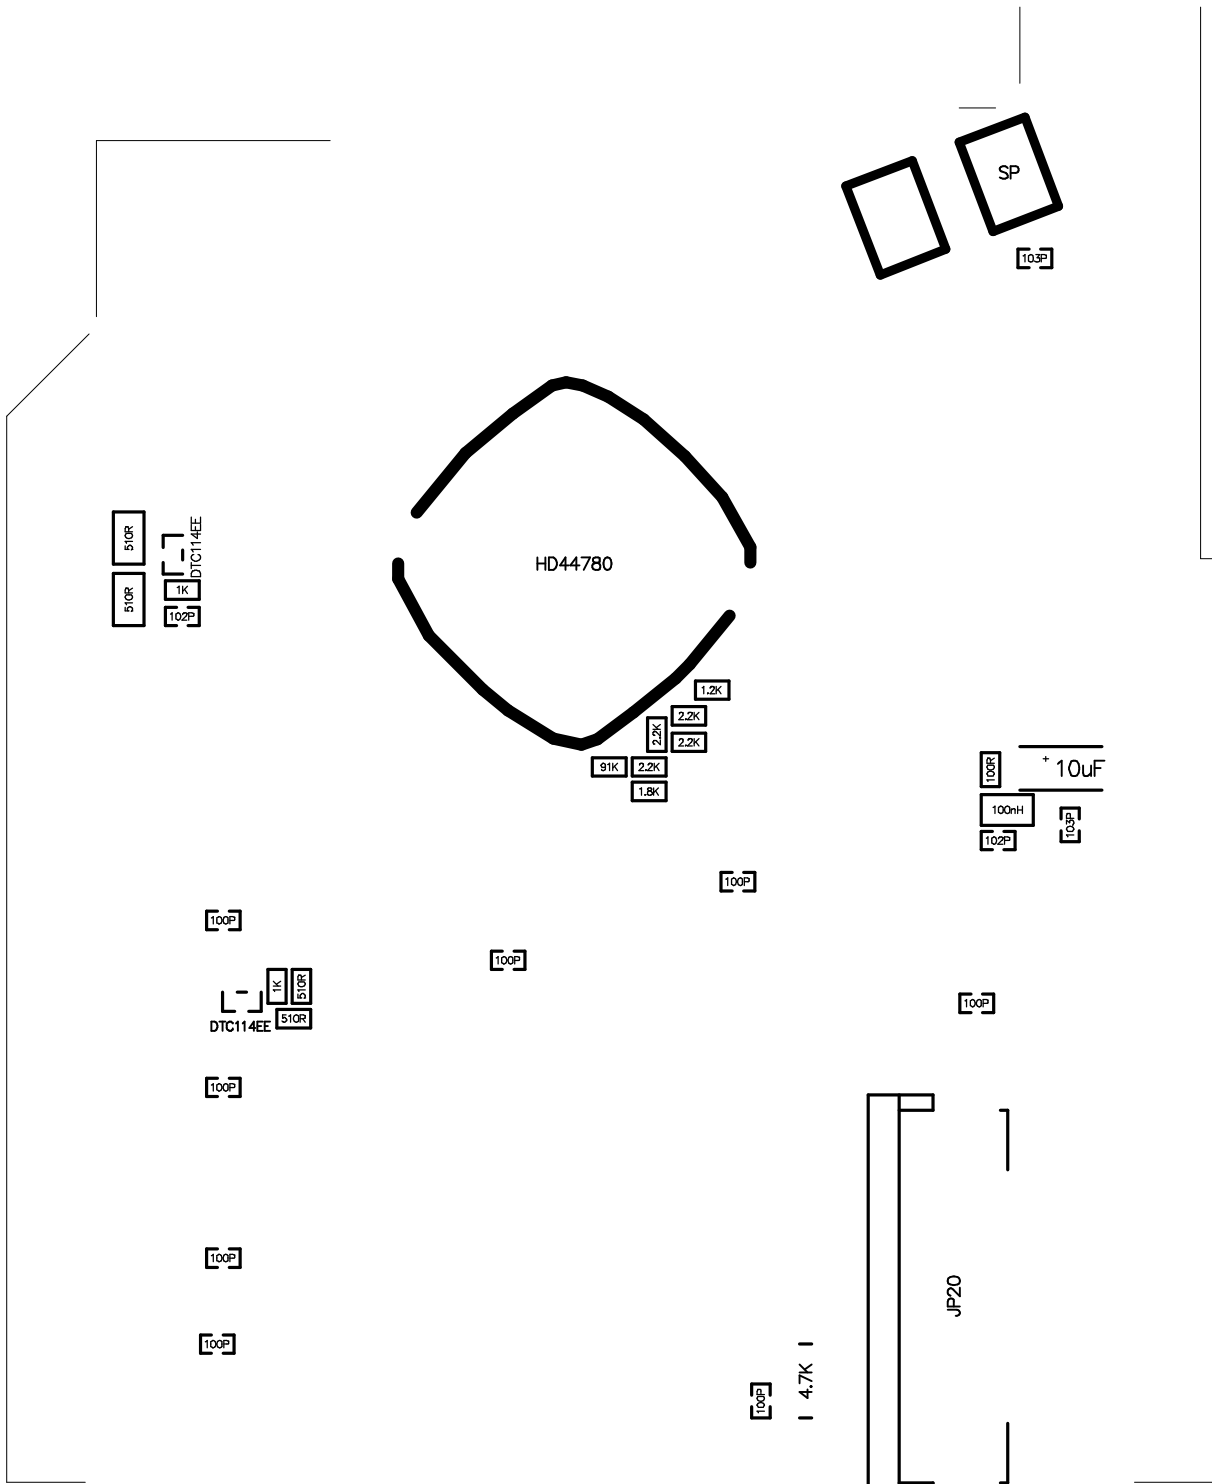 SP
103P
510R
DTC114EE
HD44780
1K
510R
102P
1.2K
2.2K
2.2K
2.2K
91K
2.2K
1.8K
100R
+ 10uF
100nH
103P
102P
100P
100P
100P
1K
510R
100P
510R
DTC114EE
100P
100P
JP20
100P
4.7K
100P